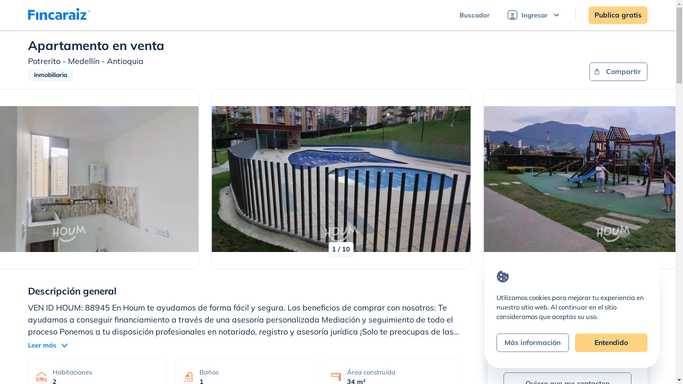 Fincaraiz
Buscador
Ingresar
Publica gratis
Apartamento en venta
Potrerito - Medellín - Antioquia
Inmobiliaria
Compartir
HOUM
HOUM
HOUM
1 / 10
Descripción general
VEN ID HOUM: 88945 En Houm te ayudamos de forma fácil y segura. Los beneficios de comprar con nosotros: Te
ayudamos a conseguir financiamiento a través de una asesoría personalizada Mediación y seguimiento de todo el
proceso Ponemos a tu disposición profesionales en notariado, registro y asesoría jurídica ¡Solo te preocupas de las...
Leer más
Habitaciones
2
Baños
1
Área construida
34 m²
Utilizamos cookies para mejorar tu experiencia en
nuestro sitio web. Al continuar en el sitio
consideramos que aceptas su uso.
Más información
Entendido
Quiero que me contacten